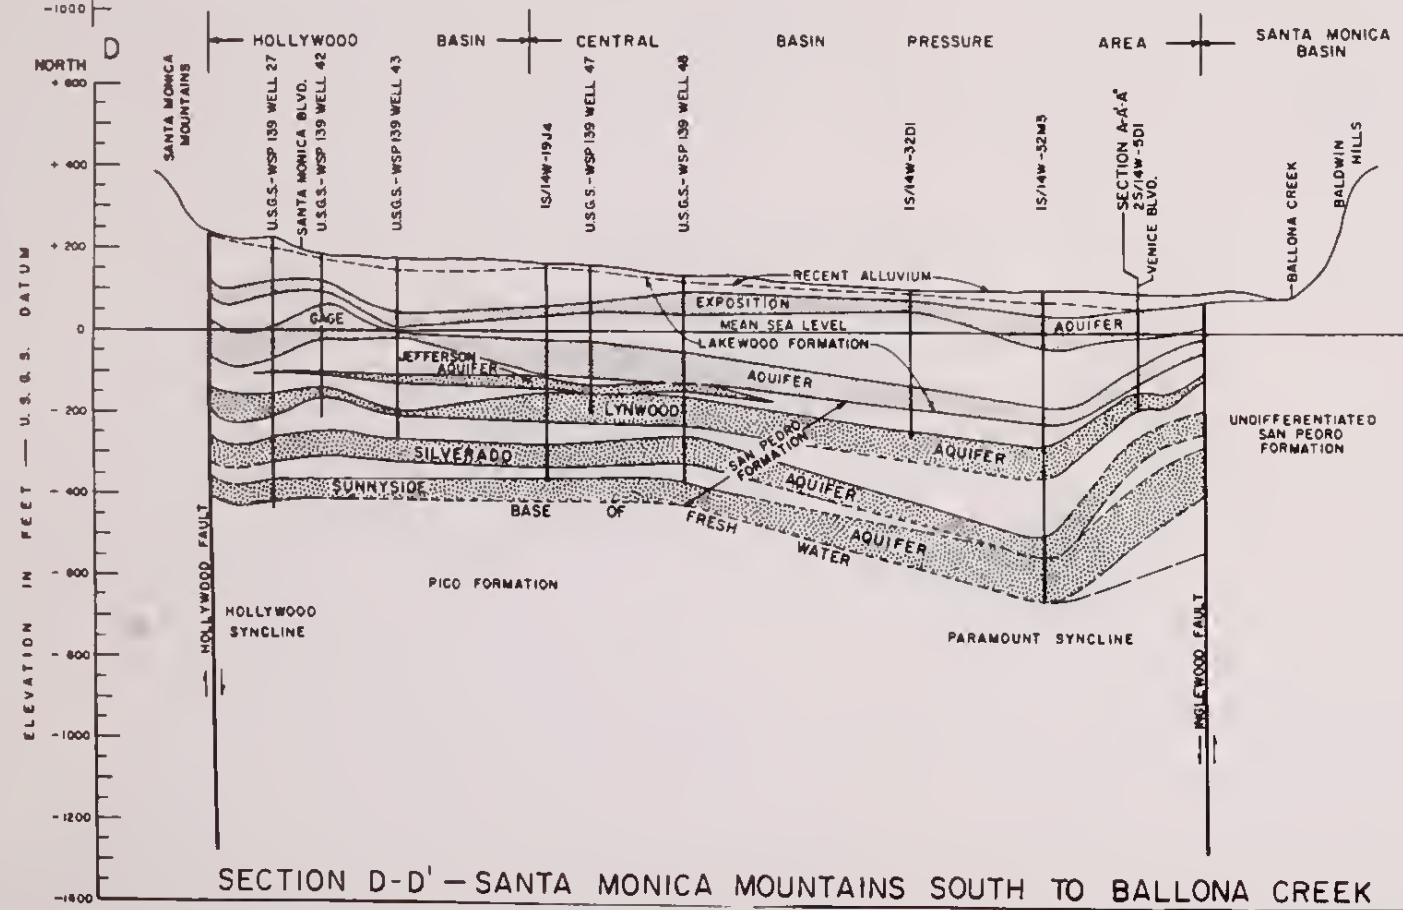 -1000
D
NORTH
HOLLYWOOD BASIN
CENTRAL BASIN PRESSURE AREA
SANTA MONICA
BASIN
+ 600
+ 400
+ 200
0
- 200
- 400
- 600
- 800
-1000
-1200
-1400
ELEVATION IN FEET — U.S.G.S. DATUM
SANTA MONICA
MOUNTAINS
U.S.G.S.-WSP 139 WELL 27
SANTA MONICA BLVD.
U.S.G.S.-WSP 139 WELL 42
U.S.G.S.-WSP 139 WELL 43
1S/14W-19J4
U.S.G.S.-WSP 139 WELL 47
U.S.G.S.-WSP 139 WELL 48
1S/14W-32D1
1S/14W-32M3
SECTION A-A'-A"
2S/14W-5D1
VENICE BLVD.
BALLONA CREEK
BALDWIN
HILLS
RECENT ALLUVIUM
EXPOSITION
AQUIFER
GAGE
MEAN SEA LEVEL
LAKEWOOD FORMATION
JEFFERSON
AQUIFER
AQUIFER
LYNWOOD
AQUIFER
SAN PEDRO
FORMATION
SILVERADO
AQUIFER
SUNNYSIDE
AQUIFER
BASE OF FRESH WATER
UNDIFFERENTIATED
SAN PEDRO
FORMATION
PICO FORMATION
HOLLYWOOD FAULT
HOLLYWOOD
SYNCLINE
PARAMOUNT SYNCLINE
INGLEWOOD FAULT
SECTION D-D' — SANTA MONICA MOUNTAINS SOUTH TO BALLONA CREEK